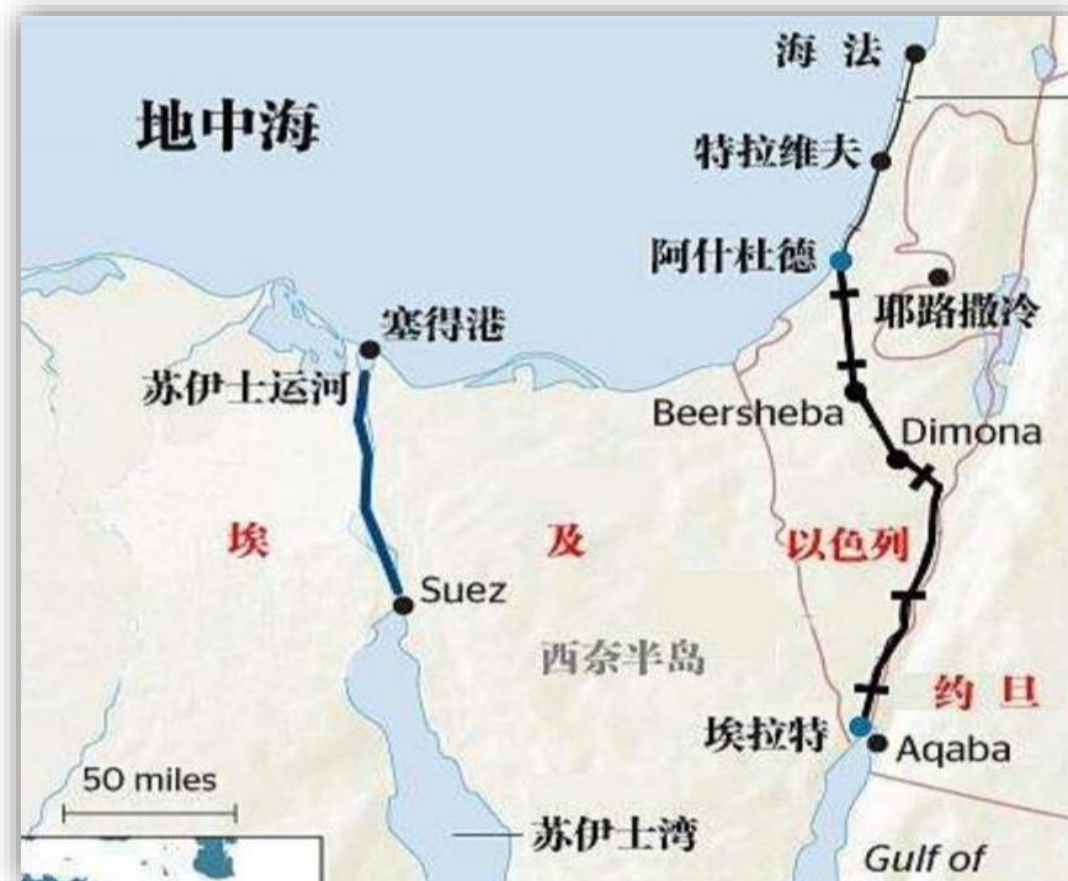 海 法
地中海
特拉维夫
阿什杜德
耶路撒冷
塞得港
苏伊士运河
Beersheba
Dimona
埃 及
以色列
Suez
西奈半岛
约 旦
埃拉特
Aqaba
50 miles
苏伊士湾
Gulf of